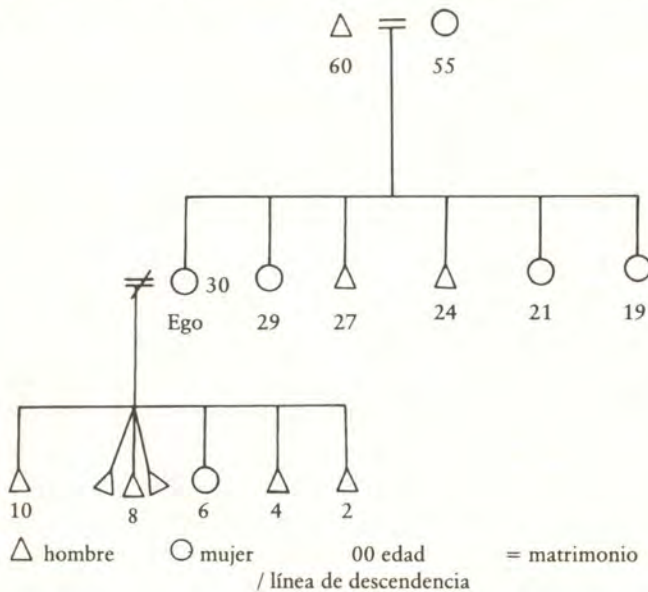 60 55
30
Ego 29 27 24 21 19
10 8 6 4 2
hombre mujer 00 edad = matrimonio
/ línea de descendencia